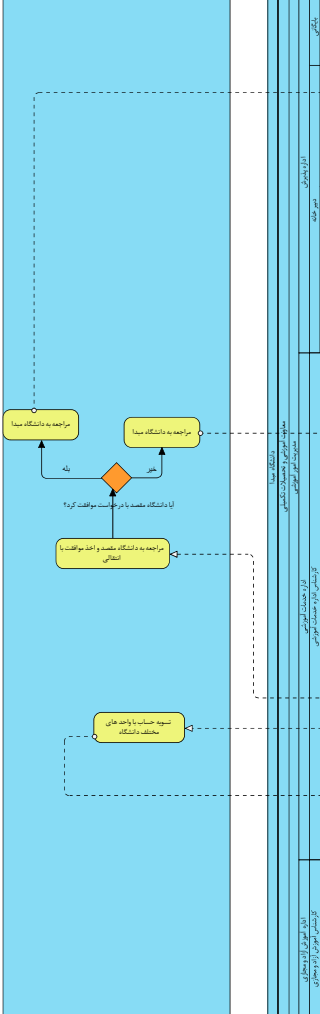 بایگانی
دبیر خانه
اداره پذیرش
مراجعه به دانشگاه مبدا
مراجعه به دانشگاه مبدا
بله
خیر
آیا دانشگاه مقصد با درخواست موافقت کرد؟
مراجعه به دانشگاه مقصد و اخذ موافقت با
انتقالی
تسویه حساب با واحد های
مختلف دانشگاه
دانشگاه مبدا
معاونت آموزشی و تحصیلات تکمیلی
مدیریت امور آموزشی
اداره خدمات آموزشی
کارشناس اداره خدمات آموزشی
اداره آموزش آزاد و مجازی
کارشناس آموزش آزاد و مجازی